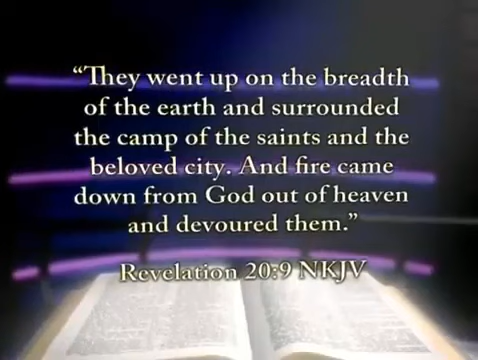 “They went up on the breadth
of the earth and surrounded
the camp of the saints and the
beloved city. And fire came
down from God out of heaven
and devoured them.”
Revelation 20:9 NKJV